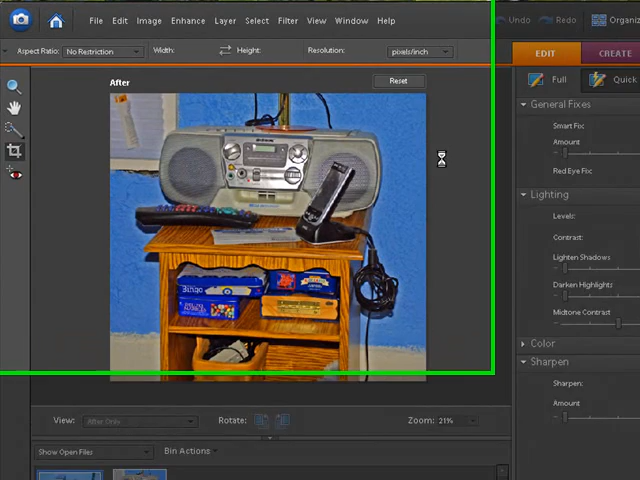 File Edit Image Enhance Layer Select Filter View Window Help Undo Redo Organiz
Aspect Ratio: No Restriction Width: Height: Resolution: pixels/inch
EDIT CREATE
After Reset
Full Quick
General Fixes
Smart Fix
Amount
Red Eye Fix
Lighting
Levels:
Contrast:
Lighten Shadows
Darken Highlights
Midtone Contrast
Color
Sharpen
Sharpen:
Amount
Bingo
View: After Only Rotate: Zoom: 21%
Show Open Files Bin Actions